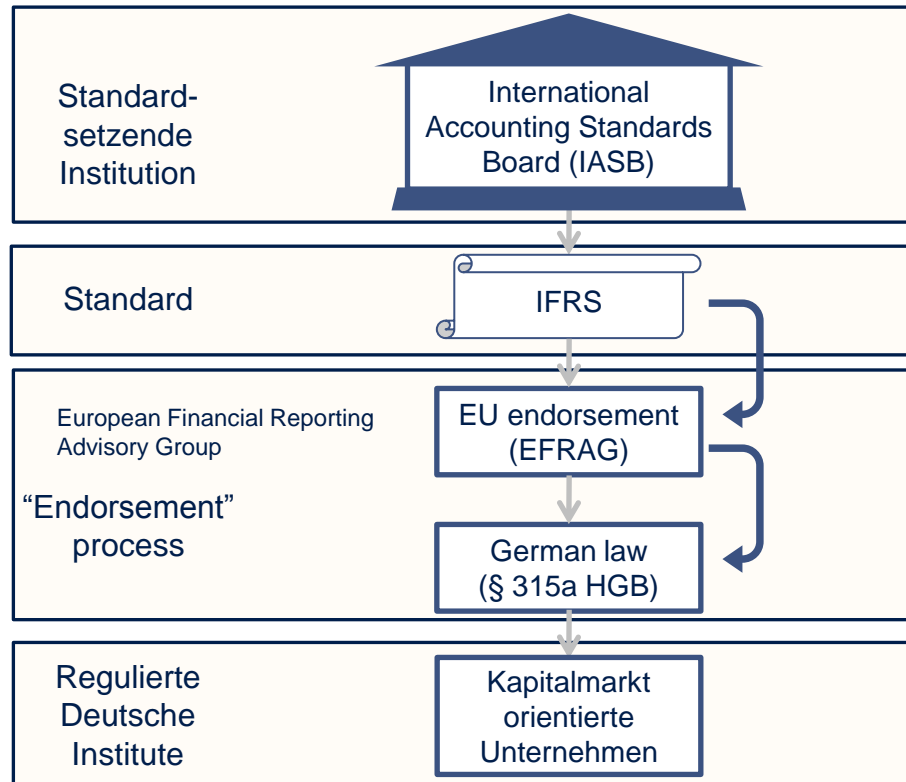 Standard-
setzende
Institution
International
Accounting Standards
Board (IASB)
Standard
IFRS
European Financial Reporting
Advisory Group
EU endorsement
(EFRAG)
“Endorsement”
process
German law
(§ 315a HGB)
Regulierte
Deutsche
Institute
Kapitalmarkt
orientierte
Unternehmen